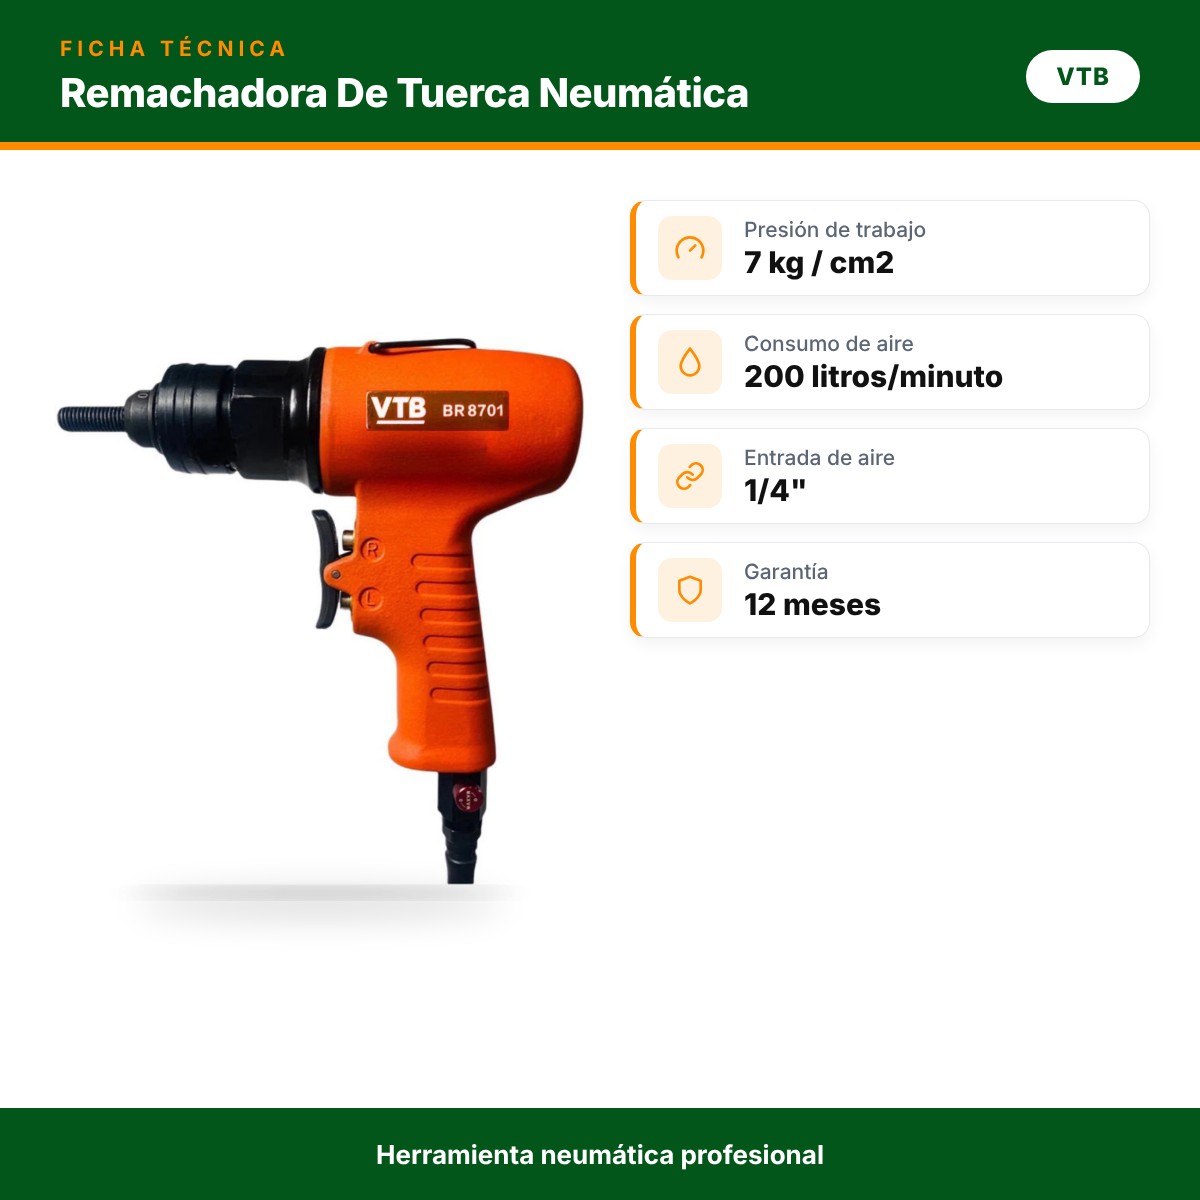 FICHA TÉCNICA
Remachadora De Tuerca Neumática
VTB
Presión de trabajo
7 kg / cm2
Consumo de aire
200 litros/minuto
Entrada de aire
1/4"
Garantía
12 meses
VTB BR8701
R
L
Herramienta neumática profesional